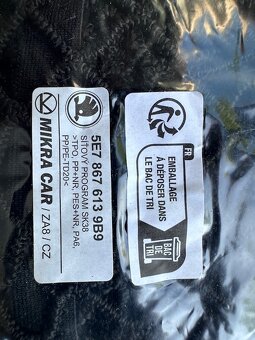 5E7 867 613 9B9
SÍŤOVÝ PROGRAM SK38
>TPO, PP+NR, PES+NR, PA6,
PP/PE-TD20<
MIKRA CAR / ZA8 / CZ
FR
EMBALLAGE
À DÉPOSER DANS
LE BAC DE TRI
BAC
DE TRI